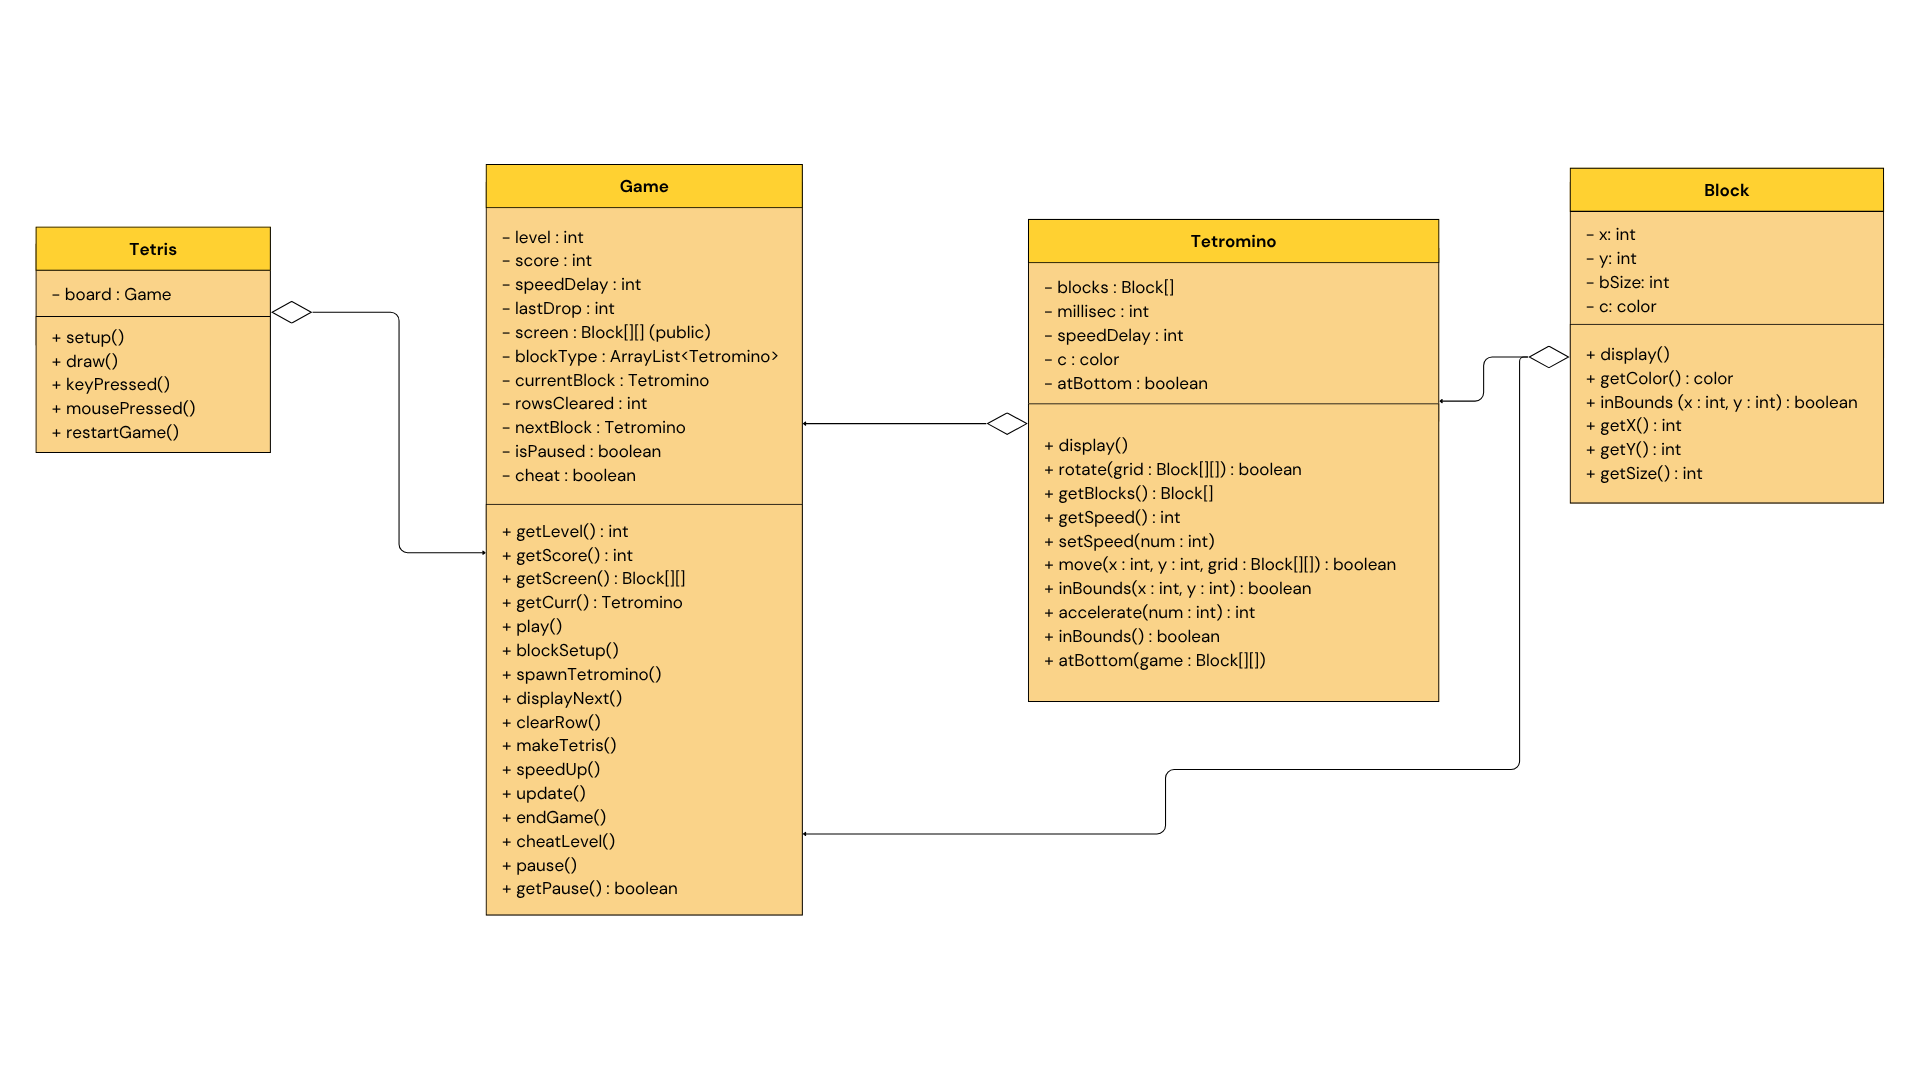 Tetris
- board : Game
+ setup()
+ draw()
+ keyPressed()
+ mousePressed()
+ restartGame()
Game
- level : int
- score : int
- speedDelay : int
- lastDrop : int
- screen : Block[][] (public)
- blockType : ArrayList<Tetromino>
- currentBlock : Tetromino
- rowsCleared : int
- nextBlock : Tetromino
- isPaused : boolean
- cheat : boolean
+ getLevel() : int
+ getScore() : int
+ getScreen() : Block[][]
+ getCurr() : Tetromino
+ play()
+ blockSetup()
+ spawnTetromino()
+ displayNext()
+ clearRow()
+ makeTetris()
+ speedUp()
+ update()
+ endGame()
+ cheatLevel()
+ pause()
+ getPause() : boolean
Tetromino
- blocks : Block[]
- millisec : int
- speedDelay : int
- c : color
- atBottom : boolean
+ display()
+ rotate(grid : Block[][]) : boolean
+ getBlocks() : Block[]
+ getSpeed() : int
+ setSpeed(num : int)
+ move(x : int, y : int, grid : Block[][]) : boolean
+ inBounds(x : int, y : int) : boolean
+ accelerate(num : int) : int
+ inBounds() : boolean
+ atBottom(game : Block[][])
Block
- x: int
- y: int
- bSize: int
- c: color
+ display()
+ getColor() : color
+ inBounds (x : int, y : int) : boolean
+ getX() : int
+ getY() : int
+ getSize() : int